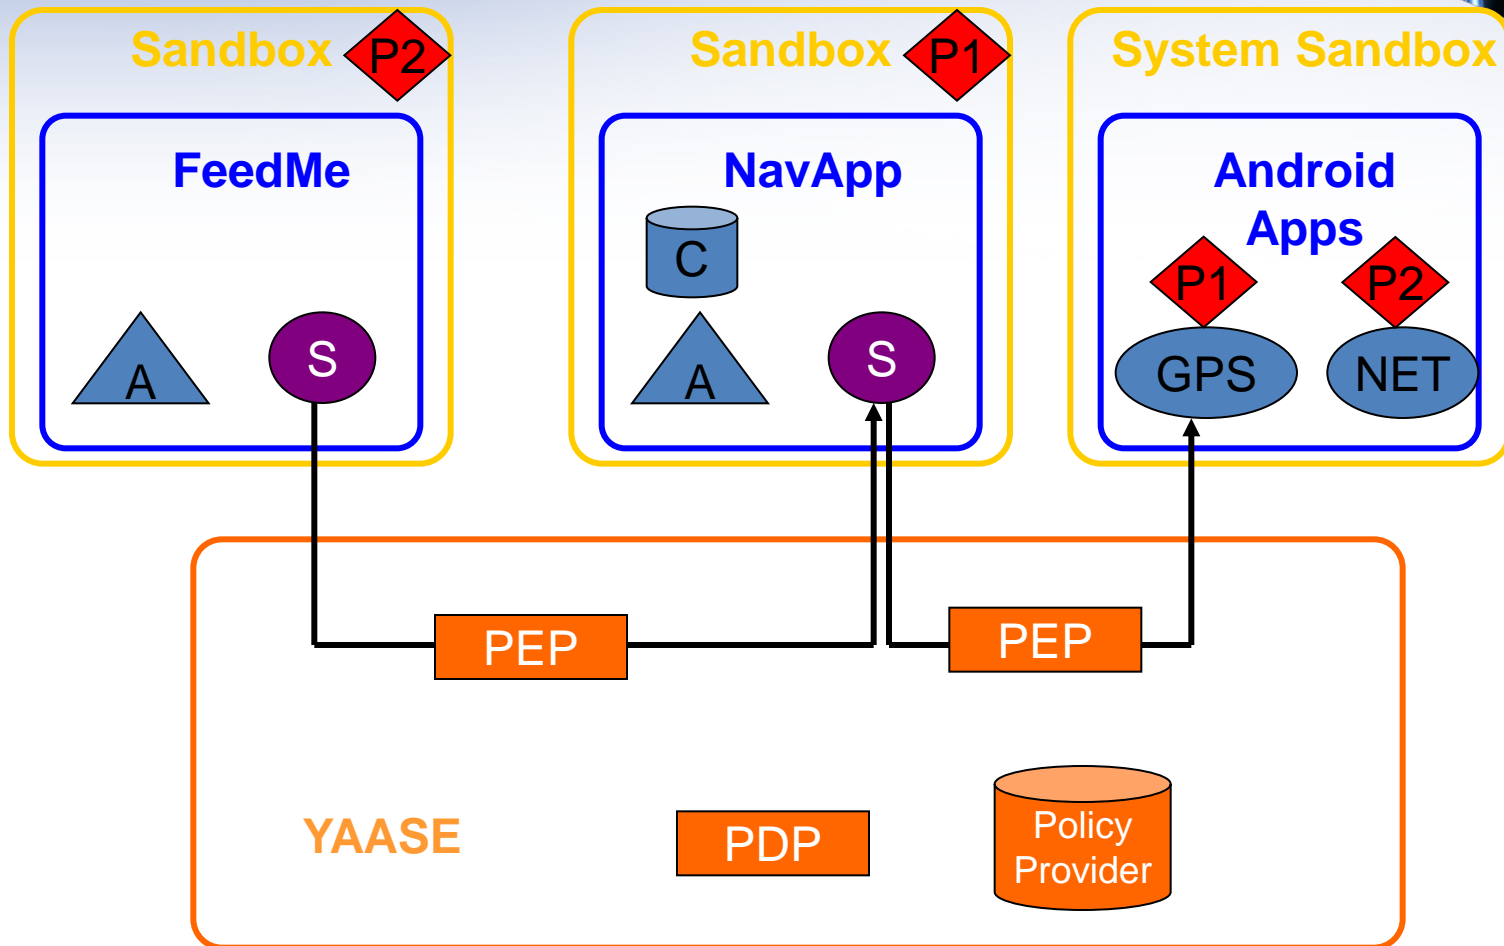 Sandbox
P2
FeedMe
A
S
Sandbox
P1
NavApp
C
A
S
System Sandbox
Android
Apps
P1
P2
GPS
NET
PEP
PEP
YAASE
PDP
Policy
Provider